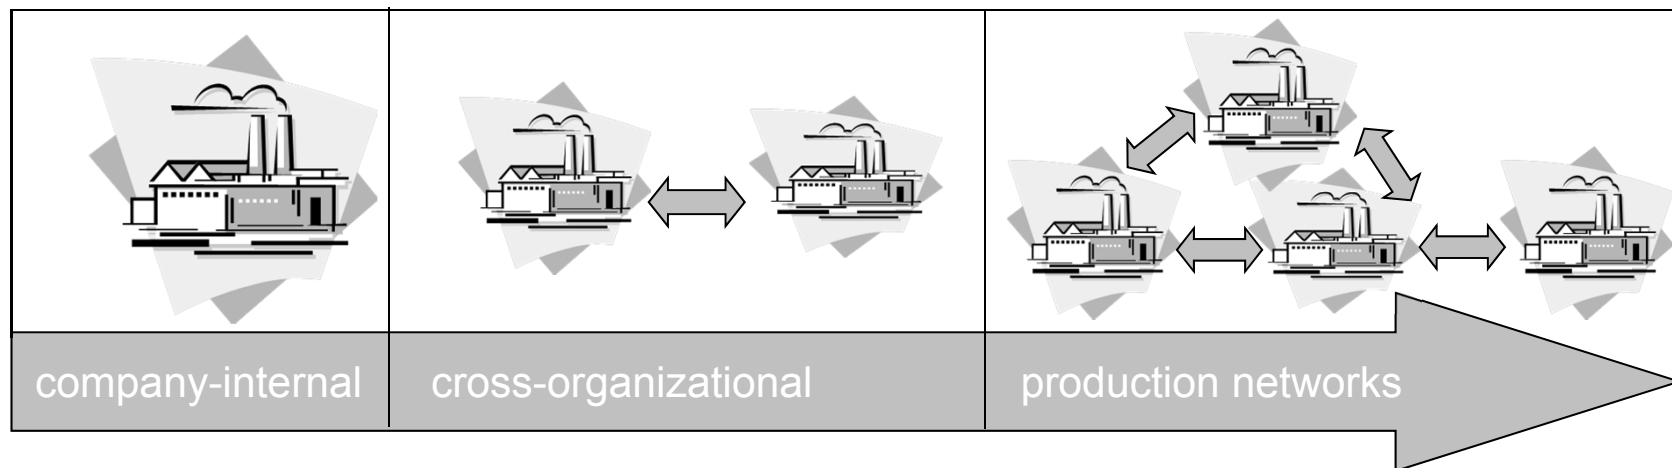 company-internal
cross-organizational
production networks